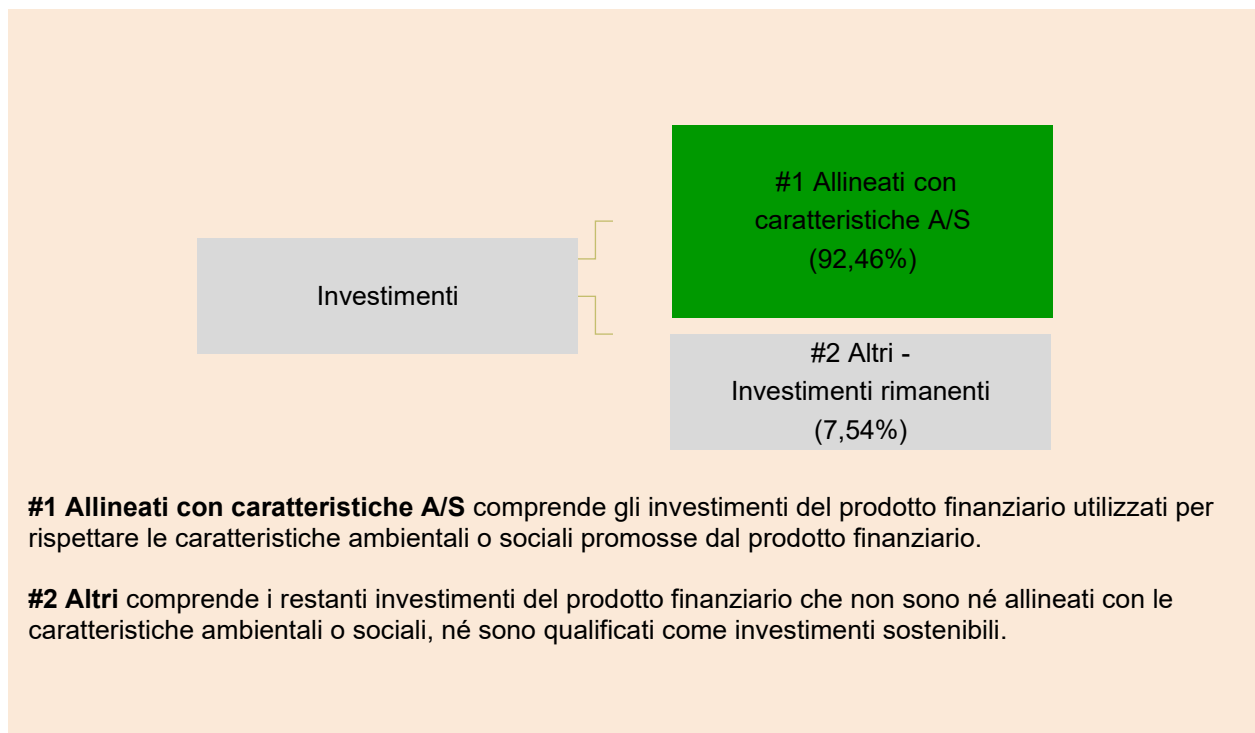 #1 Allineati con
caratteristiche A/S
(92,46%)
Investimenti
#2 Altri -
Investimenti rimanenti
(7,54%)
#1 Allineati con caratteristiche A/S comprende gli investimenti del prodotto finanziario utilizzati per
rispettare le caratteristiche ambientali o sociali promosse dal prodotto finanziario.
#2 Altri comprende i restanti investimenti del prodotto finanziario che non sono né allineati con le
caratteristiche ambientali o sociali, né sono qualificati come investimenti sostenibili.